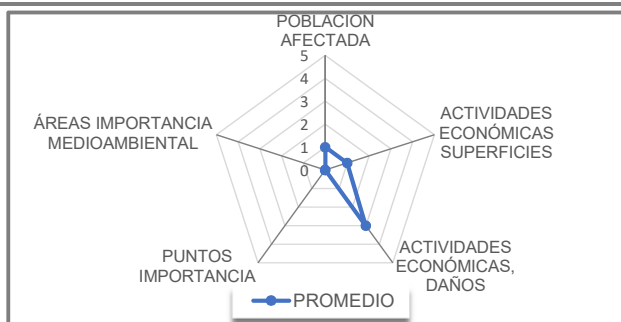 POBLACIÓN
AFECTADA
5
4
3
2
1
0
ACTIVIDADES
ECONÓMICAS
SUPERFICIES
ACTIVIDADES
ECONÓMICAS,
DAÑOS
PUNTOS
IMPORTANCIA
ÁREAS IMPORTANCIA
MEDIOAMBIENTAL
PROMEDIO